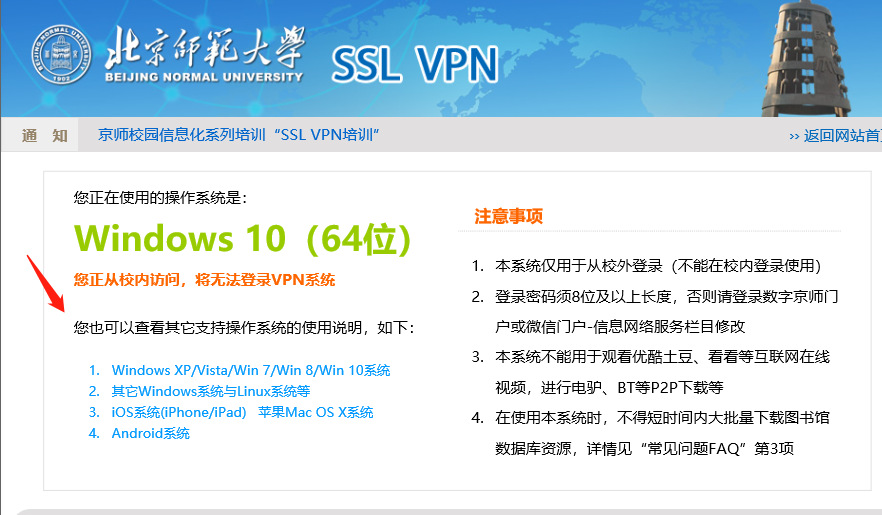 北京师范大学
BEIJING NORMAL UNIVERSITY
SSL VPN
BEIJING NORMAL UNIVERSITY
1902
通 知
京师校园信息化系列培训“SSL VPN培训”
›› 返回网站首
您正在使用的操作系统是：
Windows 10（64位）
您正从校内访问，将无法登录VPN系统
您也可以查看其它支持操作系统的使用说明，如下：
1. Windows XP/Vista/Win 7/Win 8/Win 10系统
2. 其它Windows系统与Linux系统等
3. iOS系统(iPhone/iPad) 苹果Mac OS X系统
4. Android系统
注意事项
1. 本系统仅用于从校外登录（不能在校内登录使用）
2. 登录密码须8位及以上长度，否则请登录数字京师门
户或微信门户-信息网络服务栏目修改
3. 本系统不能用于观看优酷土豆、看看等互联网在线
视频，进行电驴、BT等P2P下载等
4. 在使用本系统时，不得短时间内大批量下载图书馆
数据库资源，详情见“常见问题FAQ”第3项